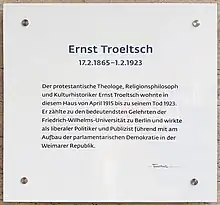 Ernst Troeltsch
17.2.1865–1.2.1923
Der protestantische Theologe, Religionsphilosoph
und Kulturhistoriker Ernst Troeltsch wohnte in
diesem Haus von April 1915 bis zu seinem Tod 1923.
Er zählte zu den bedeutendsten Gelehrten der
Friedrich-Wilhelms-Universität zu Berlin und wirkte
als liberaler Politiker und Publizist führend mit am
Aufbau der parlamentarischen Demokratie in der
Weimarer Republik.